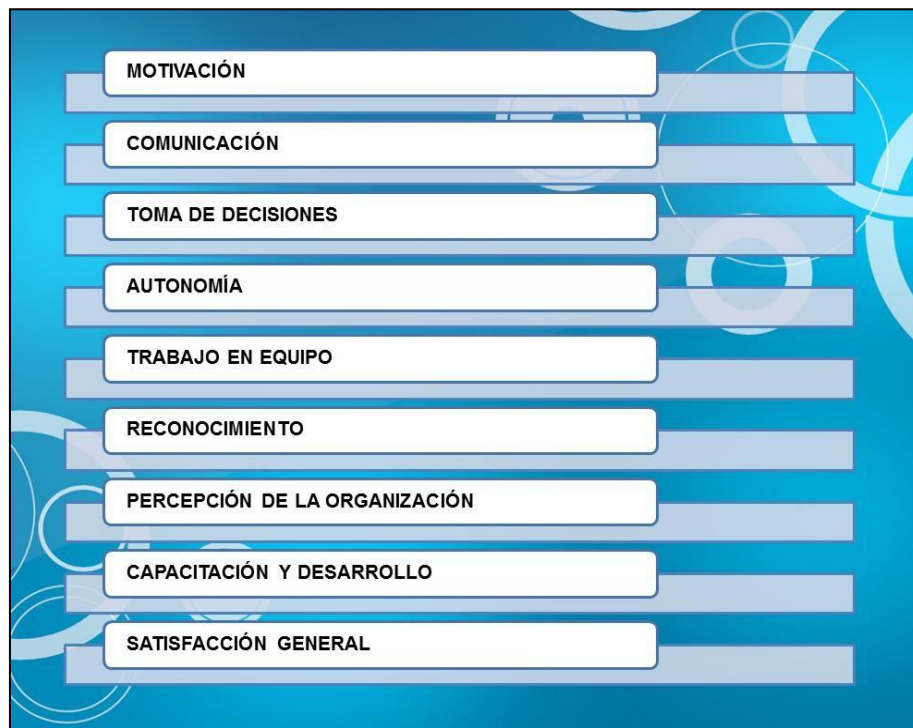 MOTIVACIÓN
COMUNICACIÓN
TOMA DE DECISIONES
AUTONOMÍA
TRABAJO EN EQUIPO
RECONOCIMIENTO
PERCEPCIÓN DE LA ORGANIZACIÓN
CAPACITACIÓN Y DESARROLLO
SATISFACCIÓN GENERAL